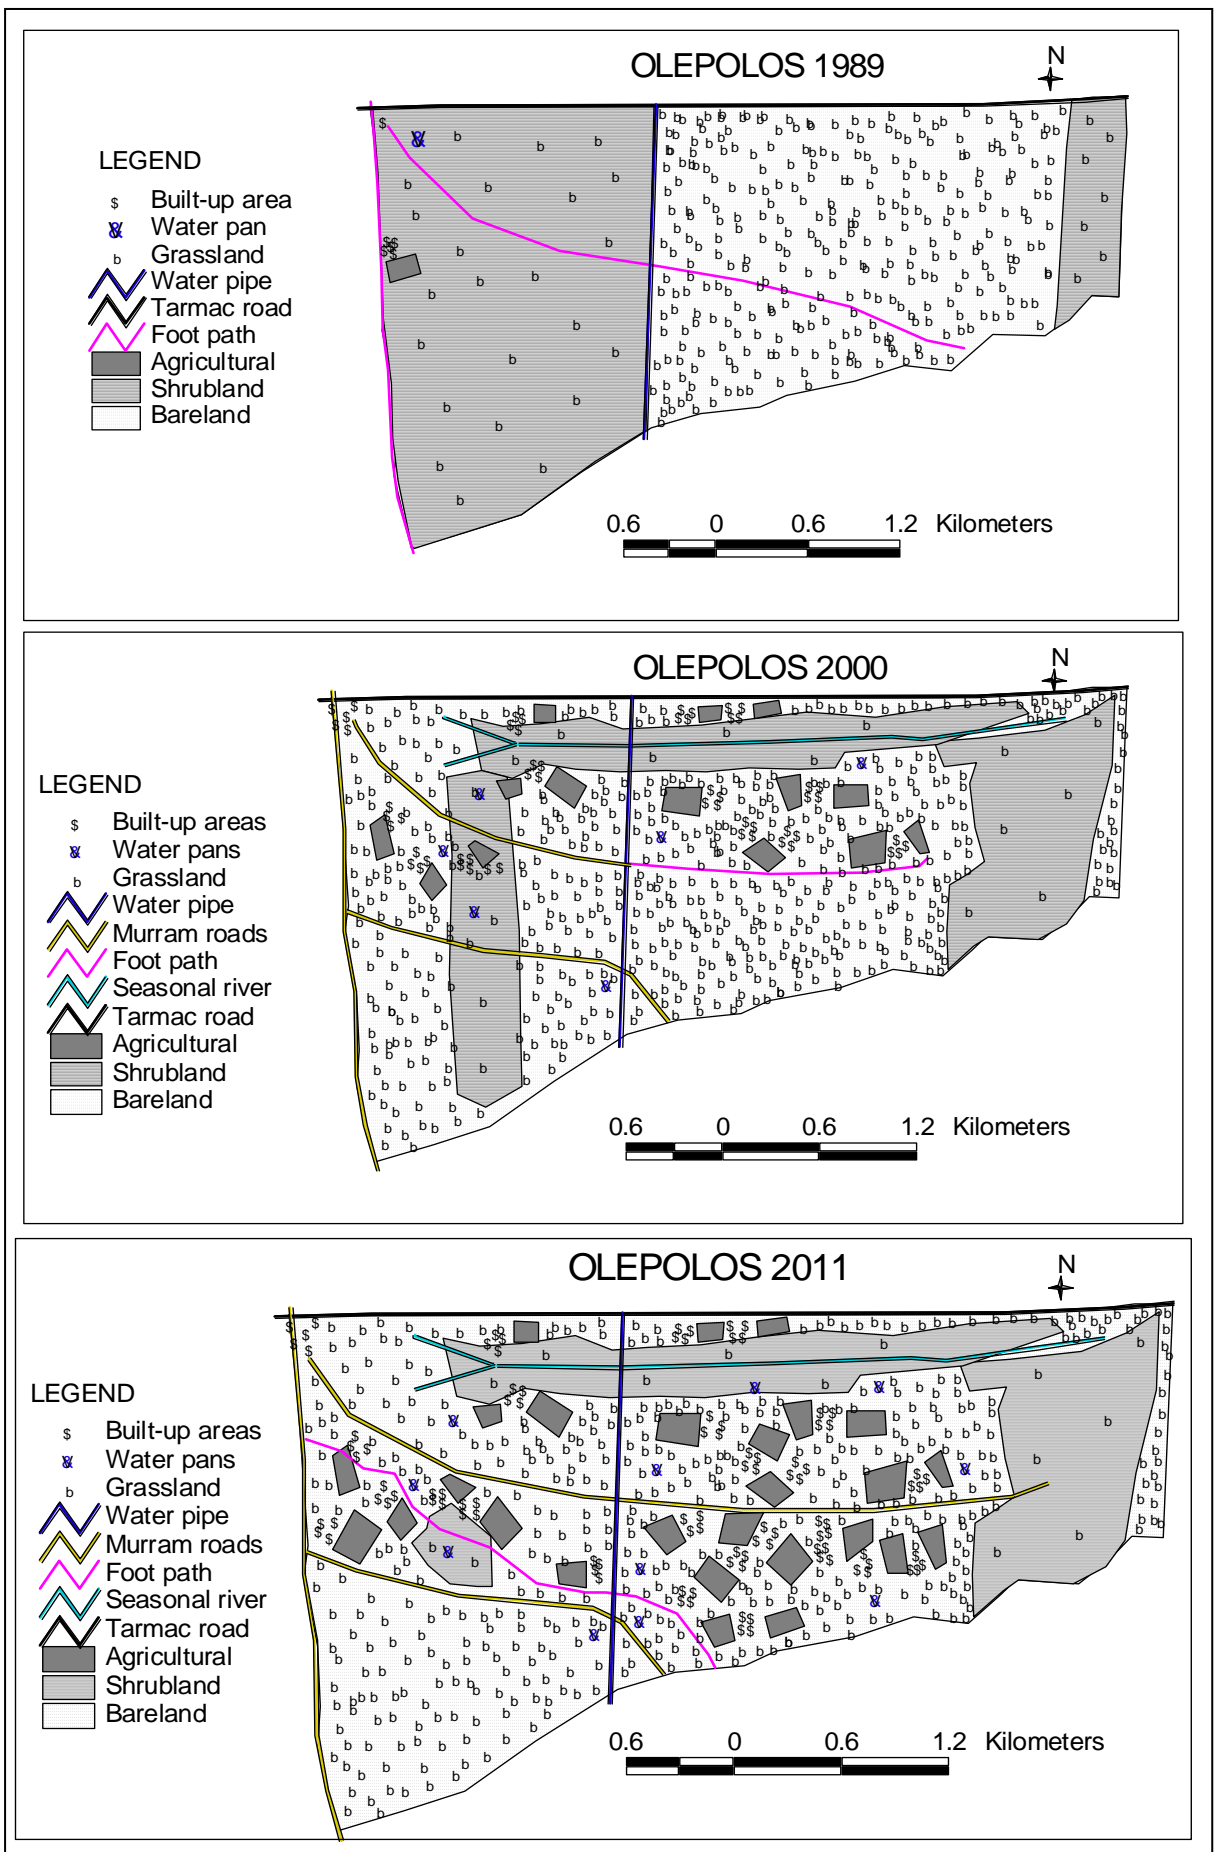 OLEPOLOS 1989
N
LEGEND
$ Built-up area
Water pan
b Grassland
Water pipe
Tarmac road
Foot path
Agricultural
Shrubland
Bareland
0.6 0 0.6 1.2 Kilometers
OLEPOLOS 2000
N
LEGEND
$ Built-up areas
Water pans
b Grassland
Water pipe
Murram roads
Foot path
Seasonal river
Tarmac road
Agricultural
Shrubland
Bareland
0.6 0 0.6 1.2 Kilometers
OLEPOLOS 2011
N
LEGEND
$ Built-up areas
Water pans
b Grassland
Water pipe
Murram roads
Foot path
Seasonal river
Tarmac road
Agricultural
Shrubland
Bareland
0.6 0 0.6 1.2 Kilometers